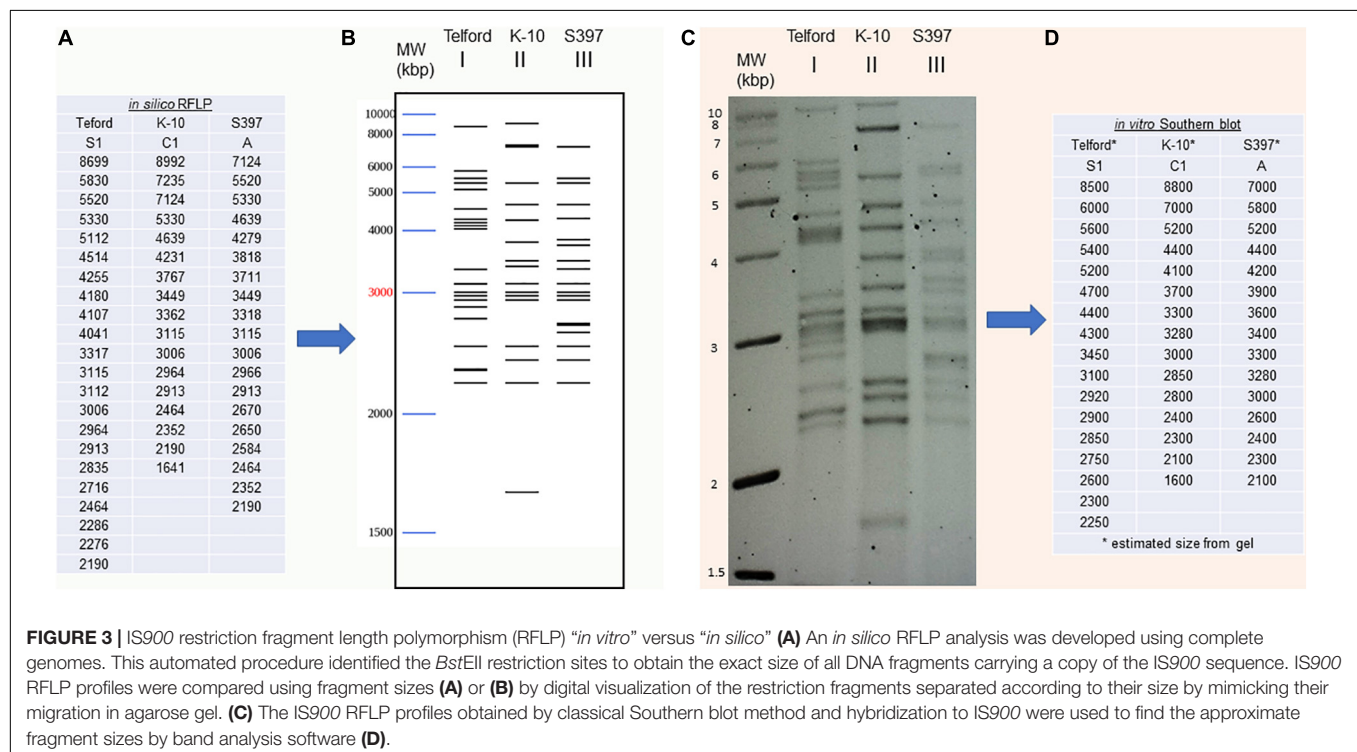 A
in silico RFLP
Teford K-10 S397
S1 C1 A
8699 8992 7124
5830 7235 5520
5520 7124 5330
5330 5330 4639
5112 4639 4279
4514 4231 3818
4255 3767 3711
4180 3449 3449
4107 3362 3318
4041 3115 3115
3317 3006 3006
3115 2964 2966
3112 2913 2913
3006 2464 2670
2964 2352 2650
2913 2190 2584
2835 1641 2464
2716 2352
2464 2190
2286
2276
2190
B
Telford K-10 S397
MW
(kbp)
I II III
10000
8000
6000
5000
4000
3000
2000
1500
C
Telford K-10 S397
MW
(kbp)
I II III
10
8
7
6
5
4
3
2
1.5
D
in vitro Southern blot
Telford* K-10* S397*
S1 C1 A
8500 8800 7000
6000 7000 5800
5600 5200 5200
5400 4400 4400
5200 4100 4200
4700 3700 3900
4400 3300 3600
4300 3280 3400
3450 3000 3300
3100 2850 3280
2920 2800 3000
2900 2400 2600
2850 2300 2400
2750 2100 2300
2600 1600 2100
2300
2250
* estimated size from gel
FIGURE 3 | IS900 restriction fragment length polymorphism (RFLP) “in vitro” versus “in silico” (A) An in silico RFLP analysis was developed using complete
genomes. This automated procedure identified the BstEII restriction sites to obtain the exact size of all DNA fragments carrying a copy of the IS900 sequence. IS900
RFLP profiles were compared using fragment sizes (A) or (B) by digital visualization of the restriction fragments separated according to their size by mimicking their
migration in agarose gel. (C) The IS900 RFLP profiles obtained by classical Southern blot method and hybridization to IS900 were used to find the approximate
fragment sizes by band analysis software (D).